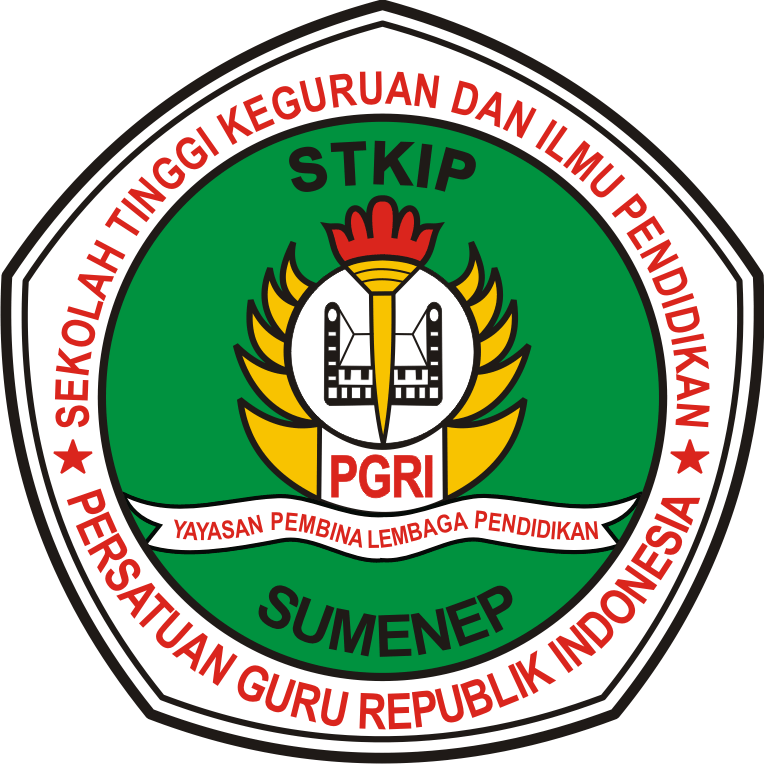 SEKOLAH TINGGI KEGURUAN DAN ILMU PENDIDIKAN
STKIP
PGRI
YAYASAN PEMBINA LEMBAGA PENDIDIKAN
SUMENEP
PERSATUAN GURU REPUBLIK INDONESIA